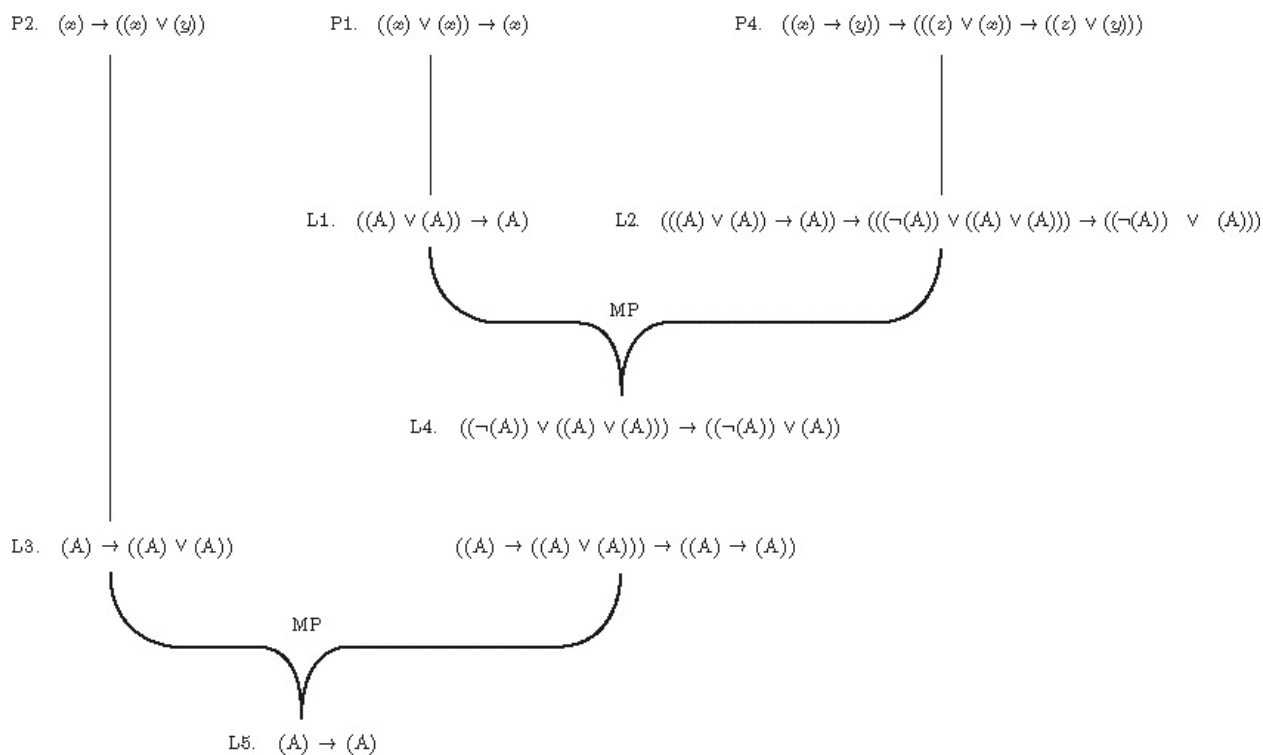 P2. (x) → ((x) ∨ (y)) P1. ((x) ∨ (x)) → (x) P4. ((x) → (y)) → (((z) ∨ (x)) → ((z) ∨ (y)))
L1. ((A) ∨ (A)) → (A) L2. (((A) ∨ (A)) → (A)) → (((¬(A)) ∨ ((A) ∨ (A))) → ((¬(A)) ∨ (A)))
MP
L4. ((¬(A)) ∨ ((A) ∨ (A))) → ((¬(A)) ∨ (A))
L3. (A) → ((A) ∨ (A)) ((A) → ((A) ∨ (A))) → ((A) → (A))
MP
L5. (A) → (A)